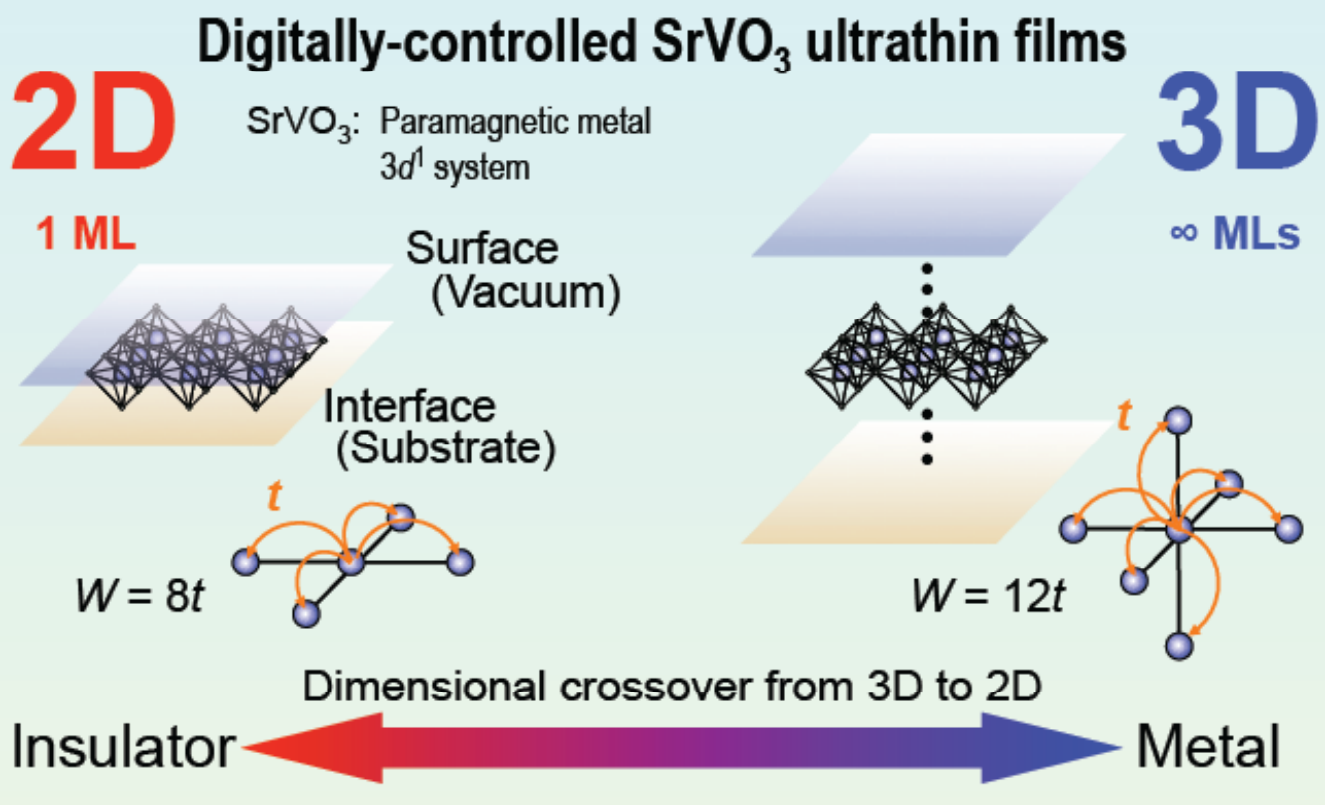 Digitally-controlled SrVO₃ ultrathin films
2D
1 ML
SrVO₃: Paramagnetic metal
3d¹ system
3D
∞ MLs
Surface
(Vacuum)
Interface
(Substrate)
t
W = 8t
t
W = 12t
Dimensional crossover from 3D to 2D
Insulator
Metal